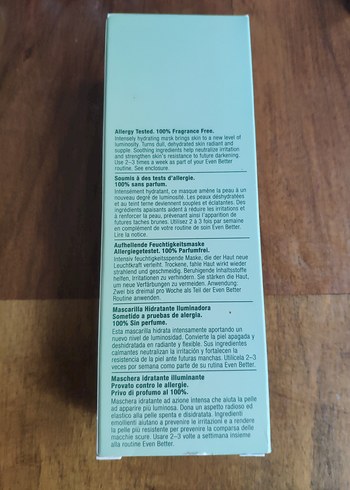 Allergy Tested. 100% Fragrance Free.
Intensely hydrating mask brings skin to a new level of
luminosity. Turns dull, dehydrated skin radiant and
supple. Soothing ingredients help neutralize irritation
and strengthen skin's resistance to future darkening.
Use 2–3 times a week as part of your Even Better
routine. See enclosure.
Soumis à des tests d'allergie.
100% sans parfum.
Intensément hydratant, ce masque amène la peau à un
nouveau degré de luminosité. Les peaux déshydratées
et au teint terne deviennent souples et éclatantes. Des
ingrédients apaisants aident à réduire les irritations et
à renforcer la peau, prévenant ainsi l'apparition de
futures taches brunes. Utilisez 2 à 3 fois par semaine
en complément de votre routine de soin Even Better.
Lire la notice.
Aufhellende Feuchtigkeitsmaske
Allergiegetestet. 100% Parfumfrei.
Intensiv feuchtigkeitsspendende Maske, die der Haut neue
Leuchtkraft verleiht. Trockene, fahle Haut wird wieder
strahlend und geschmeidig. Beruhigende Inhaltsstoffe
helfen, Irritationen zu verhindern. Sie stärken die Haut,
um neue Verfärbungen zu vermeiden. Anwendung:
Zwei bis dreimal pro Woche als Teil der Even Better
Routine anwenden.
Mascarilla Hidratante Iluminadora
Sometido a pruebas de alergia.
100% Sin perfume.
Esta mascarilla hidrata intensamente aportando un
nuevo nivel de luminosidad. Convierte la piel apagada y
deshidratada en radiante y flexible. Sus ingredientes
calmantes neutralizan la irritación y fortalecen la
resistencia de la piel ante futuras manchas. Utilícela 2–3
veces por semana como parte de su rutina Even Better.
Maschera idratante illuminante
Provato contro le allergie.
Privo di profumo al 100%.
Maschera idratante ad azione intensa che aiuta la pelle
ad apparire più luminosa. Dona un aspetto radioso ed
elastico alla pelle spenta e disidratata. Ingredienti
emollienti aiutano a prevenire le irritazioni e a rendere
la pelle più resistente per prevenire la comparsa delle
macchie scure. Usare 2–3 volte a settimana insieme
alla routine Even Better.